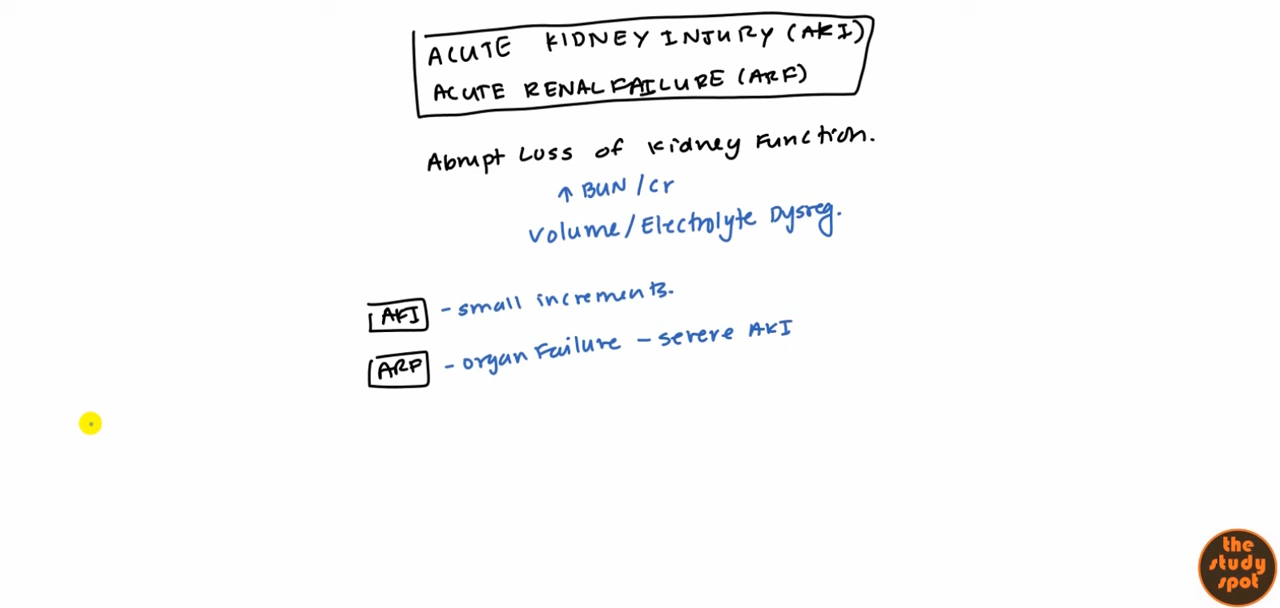 ACUTE KIDNEY INJURY (AKI)
ACUTE RENAL FAILURE (ARF)
Abrupt Loss of Kidney Function.
↑ BUN / Cr
Volume / Electrolyte Dysreg.
AKI - small increments.
ARF - organ Failure - severe AKI
the
study
spot